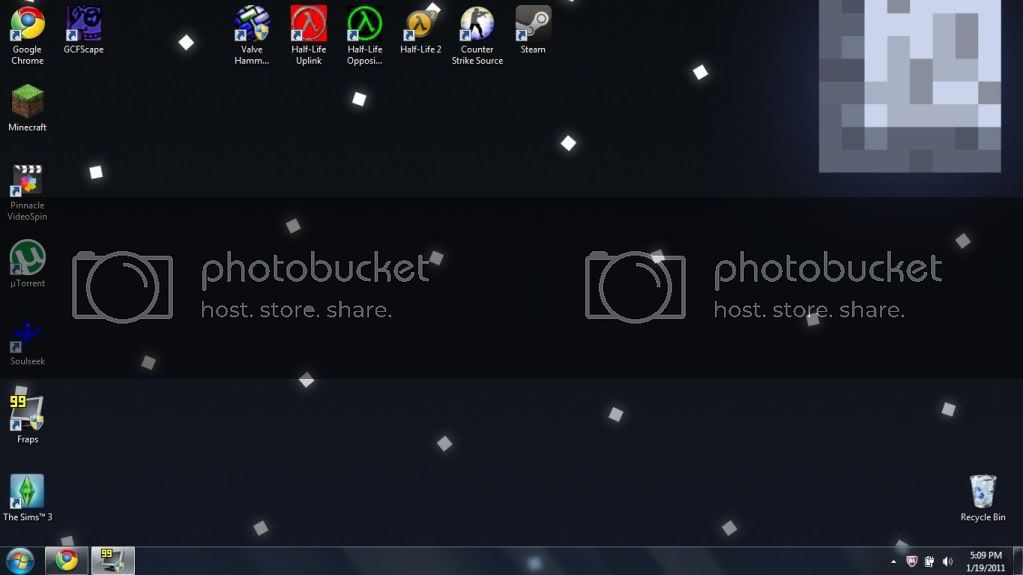 Google
Chrome
GCFScape
Valve
Hamm...
Half-Life
Uplink
Half-Life
Opposi...
Half-Life 2
Counter
Strike Source
Steam
Minecraft
Pinnacle
VideoSpin
µTorrent
Soulseek
99
Fraps
The Sims™ 3
photobucket
host. store. share.
photobucket
host. store. share.
Recycle Bin
99
5:09 PM
1/19/2011